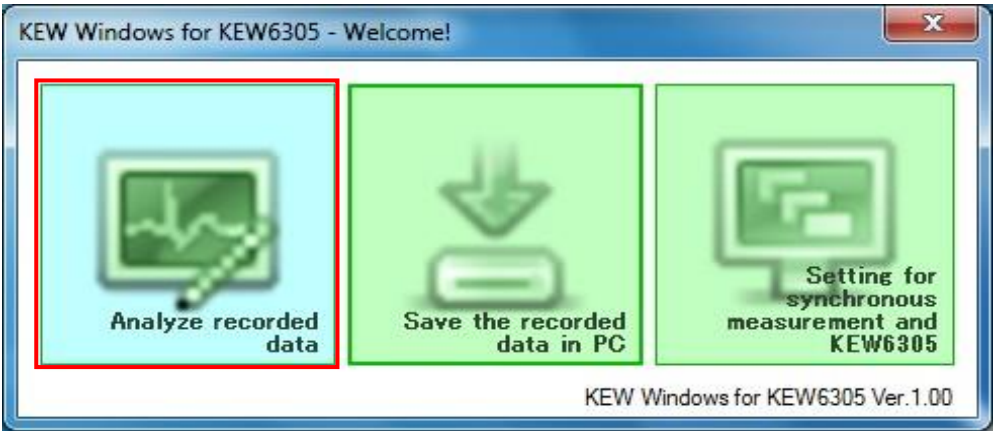 KEW Windows for KEW6305 - Welcome!
Analyze recorded
data
Save the recorded
data in PC
Setting for
synchronous
measurement and
KEW6305
KEW Windows for KEW6305 Ver.1.00